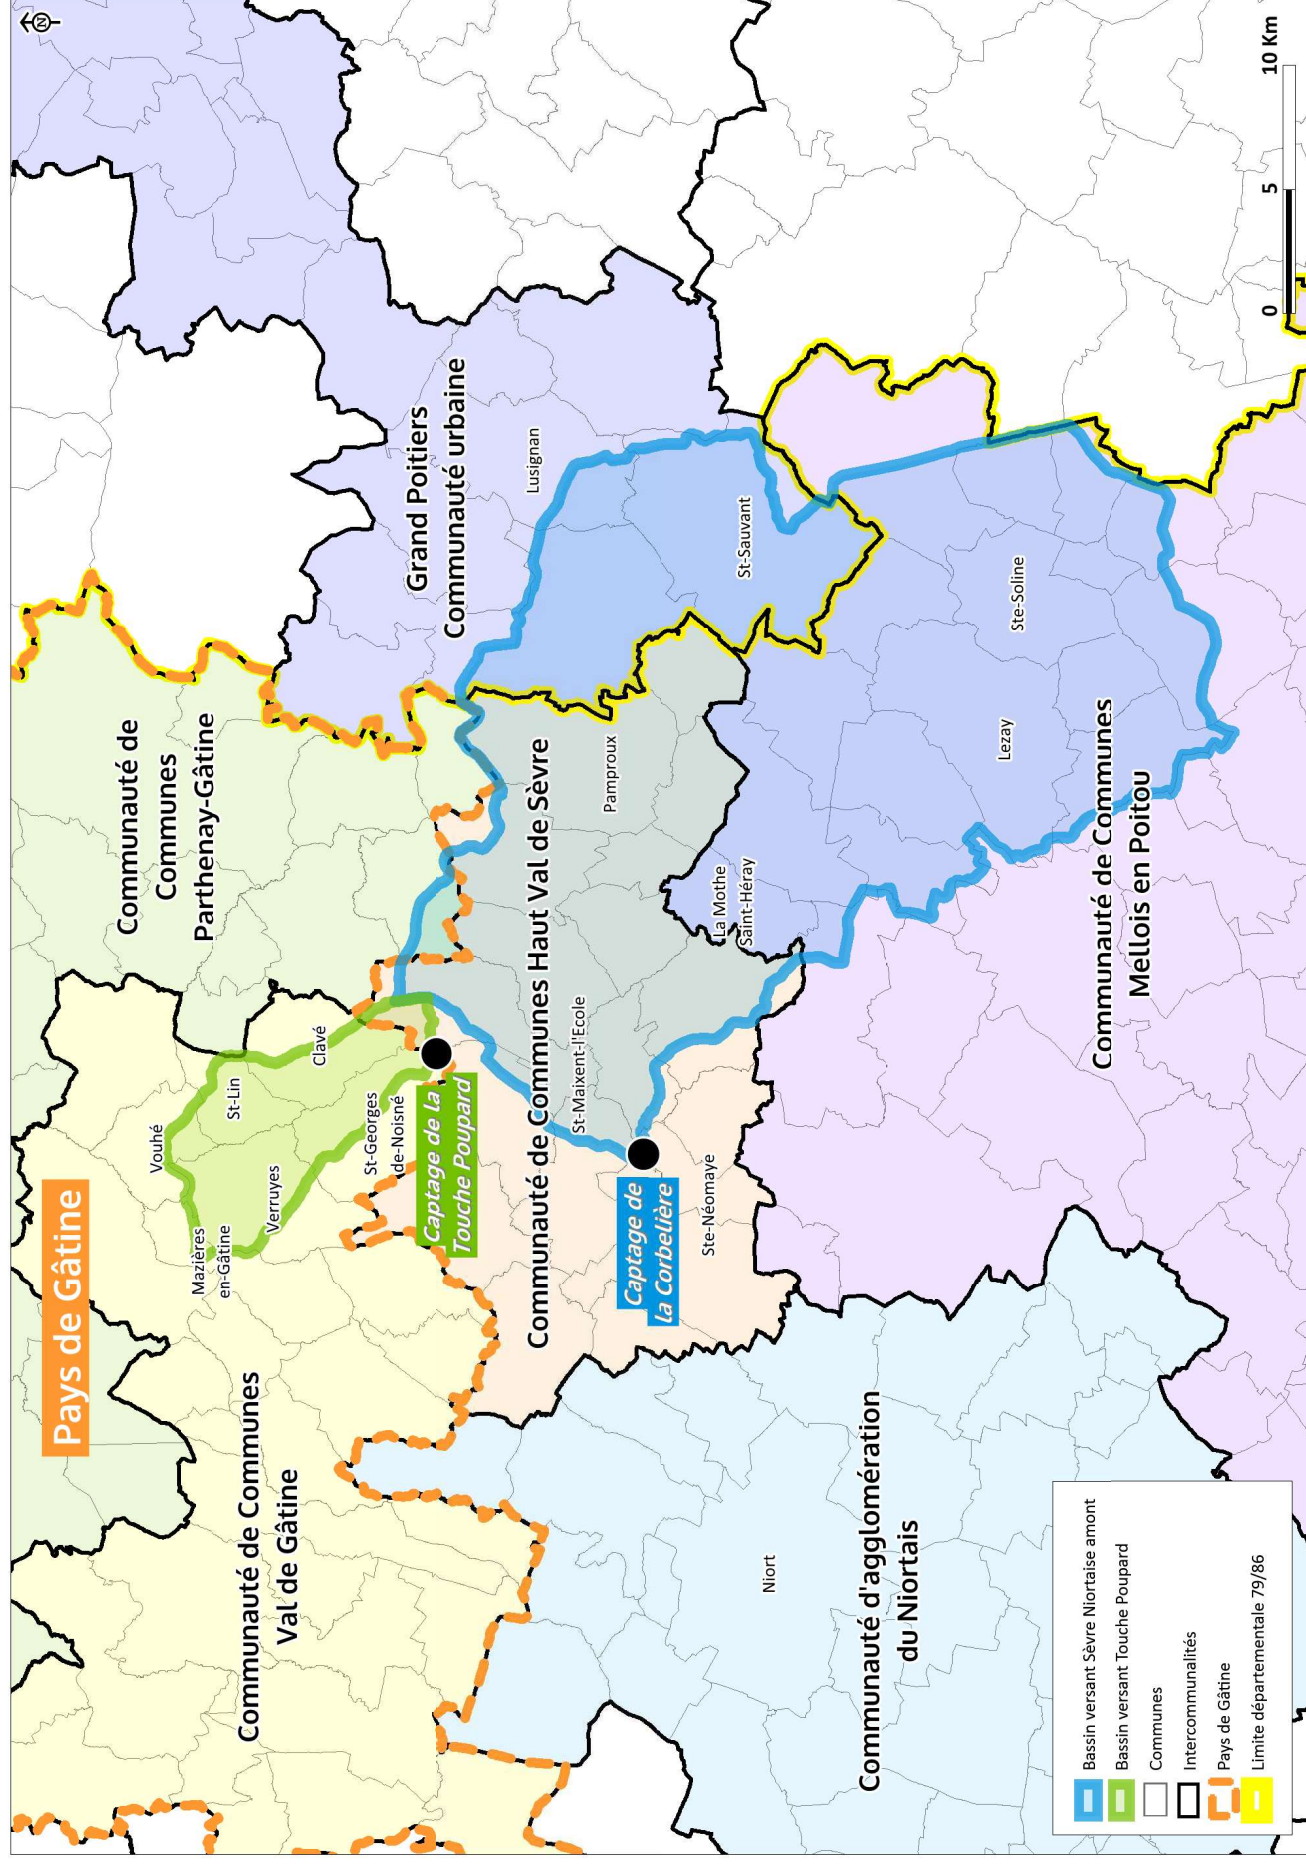 Pays de Gâtine
Communauté de
Communes
Parthenay-Gâtine
Communauté de Communes
Val de Gâtine
Grand Poitiers
Communauté urbaine
Vouhé
Mazières
en-Gâtine
St-Lin
Verruyes
Clavé
St-Georges
de-Noisné
Captage de la
Touche Poupard
Lusignan
Communauté de Communes Haut Val de Sèvre
St-Maixent-l'Ecole
Pamproux
Captage de
la Corbelière
Ste-Néomaye
La Mothe
Saint-Héray
St-Sauvant
Niort
Communauté d'agglomération
du Niortais
Lezay
Ste-Soline
Communauté de Communes
Mellois en Poitou
Bassin versant Sèvre Niortaise amont
Bassin versant Touche Poupard
Communes
Intercommunalités
Pays de Gâtine
Limite départementale 79/86
0 5 10 Km
N